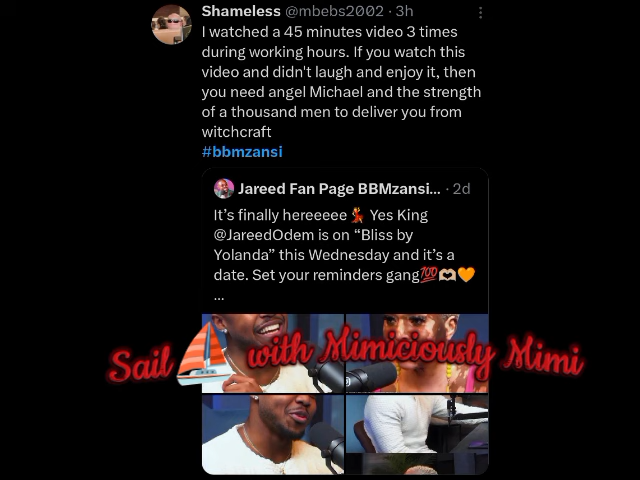 Shameless @mbebs2002 · 3h
I watched a 45 minutes video 3 times
during working hours. If you watch this
video and didn't laugh and enjoy it, then
you need angel Michael and the strength
of a thousand men to deliver you from
witchcraft
#bbmzansi
Jareed Fan Page BBMzansi... · 2d
It's finally hereeeee 💃 Yes King
@JareedOdem is on “Bliss by
Yolanda” this Wednesday and it's a
date. Set your reminders gang💯🫶🧡
...
Sail ⛵ with Mimiciously Mimi